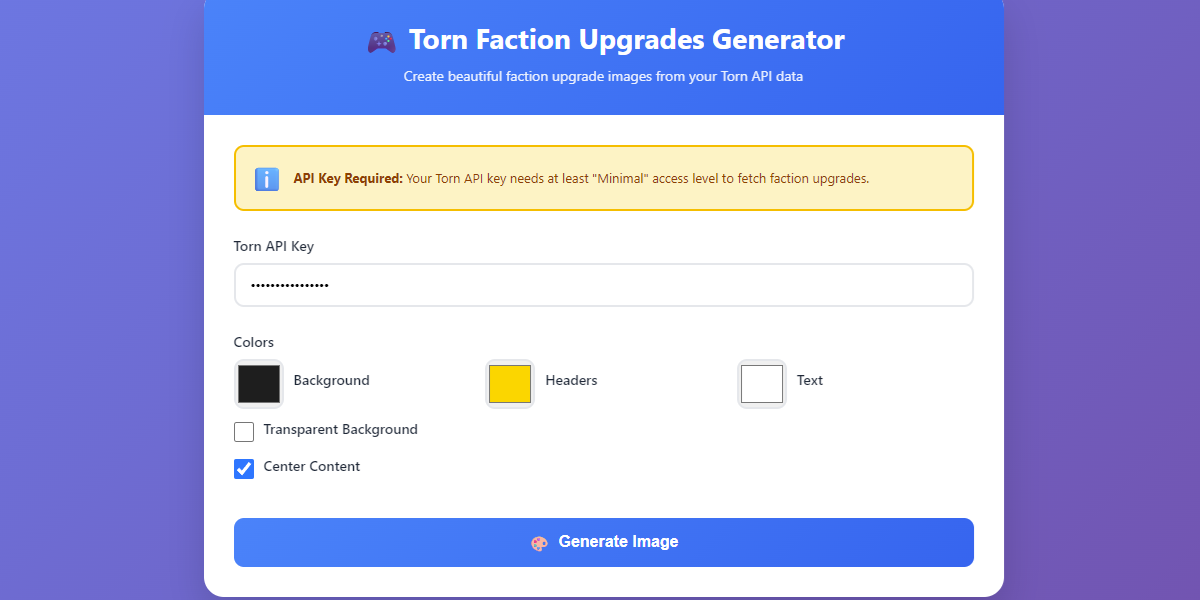 Torn Faction Upgrades Generator
Create beautiful faction upgrade images from your Torn API data
API Key Required: Your Torn API key needs at least "Minimal" access level to fetch faction upgrades.
Torn API Key
••••••••••••••••
Colors
Background
Headers
Text
Transparent Background
Center Content
Generate Image